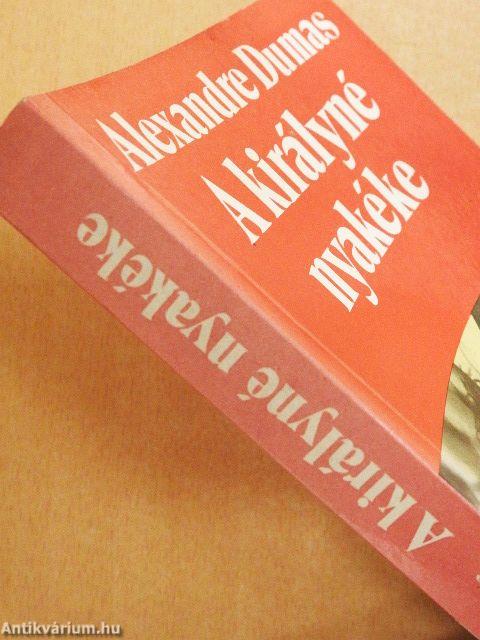 Alexandre Dumas
A királyné
nyakéke
A királyné nyakéke
Antikvárium.hu